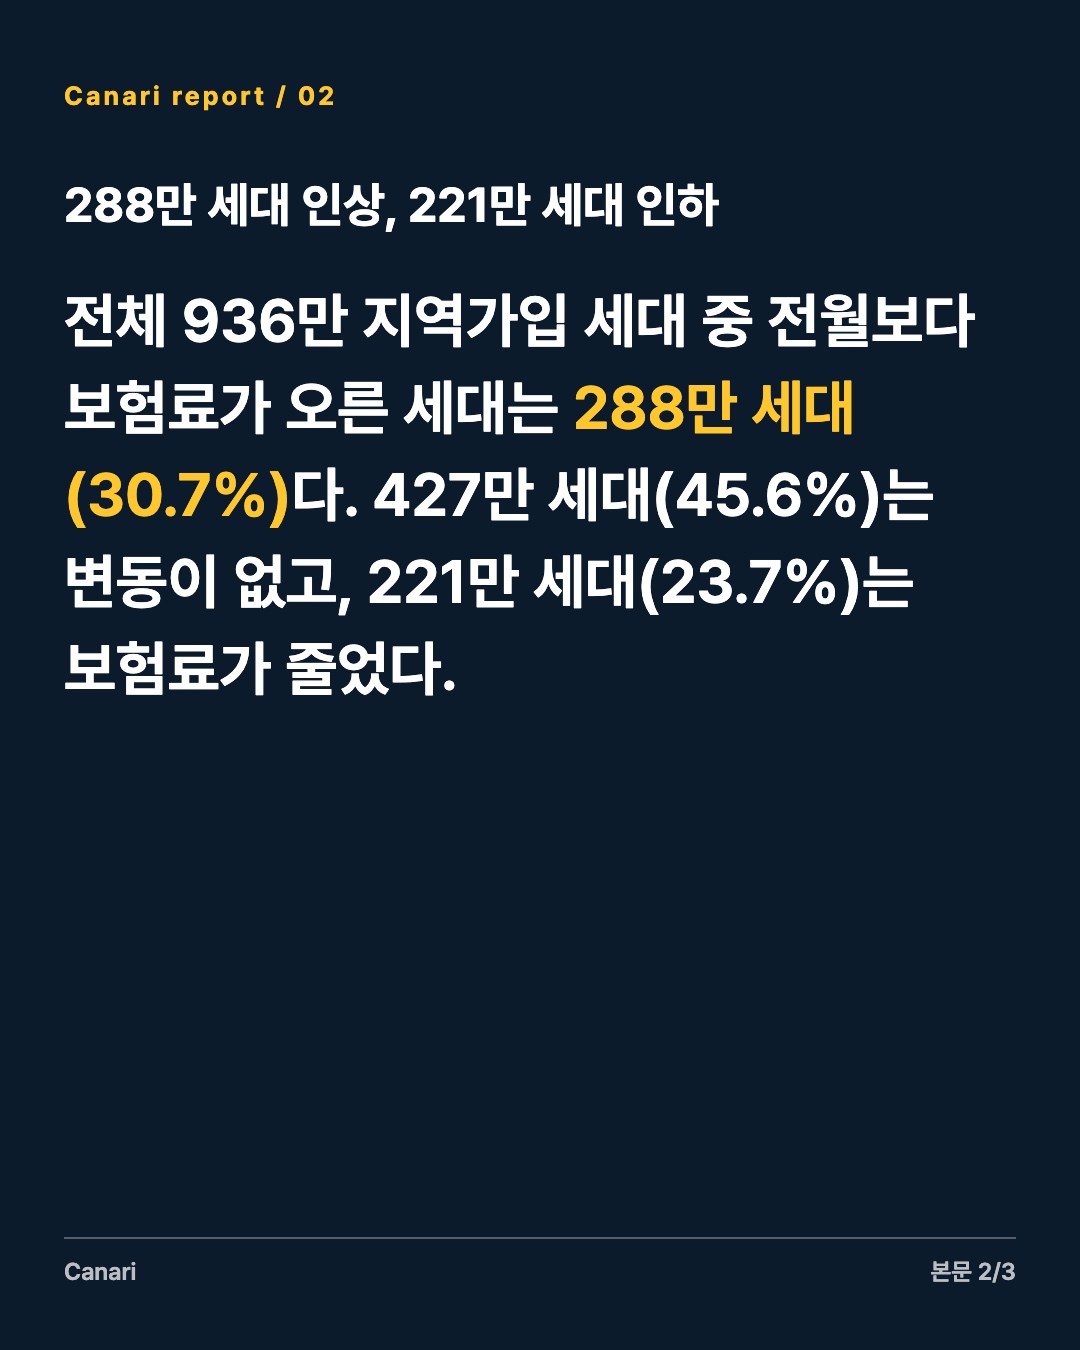 Canari report / 02
288만 세대 인상, 221만 세대 인하
전체 936만 지역가입 세대 중 전월보다
보험료가 오른 세대는 288만 세대
(30.7%)다. 427만 세대(45.6%)는
변동이 없고, 221만 세대(23.7%)는
보험료가 줄었다.
Canari
본문 2/3